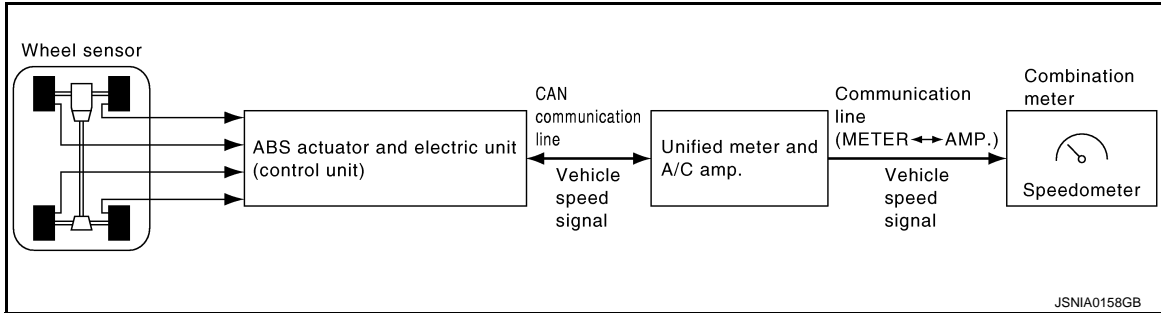 Wheel sensor
ABS actuator and electric unit
(control unit)
CAN
communication
line
Vehicle
speed
signal
Unified meter and
A/C amp.
Communication
line
(METER↔AMP.)
Vehicle
speed
signal
Combination
meter
Speedometer
JSNIA0158GB